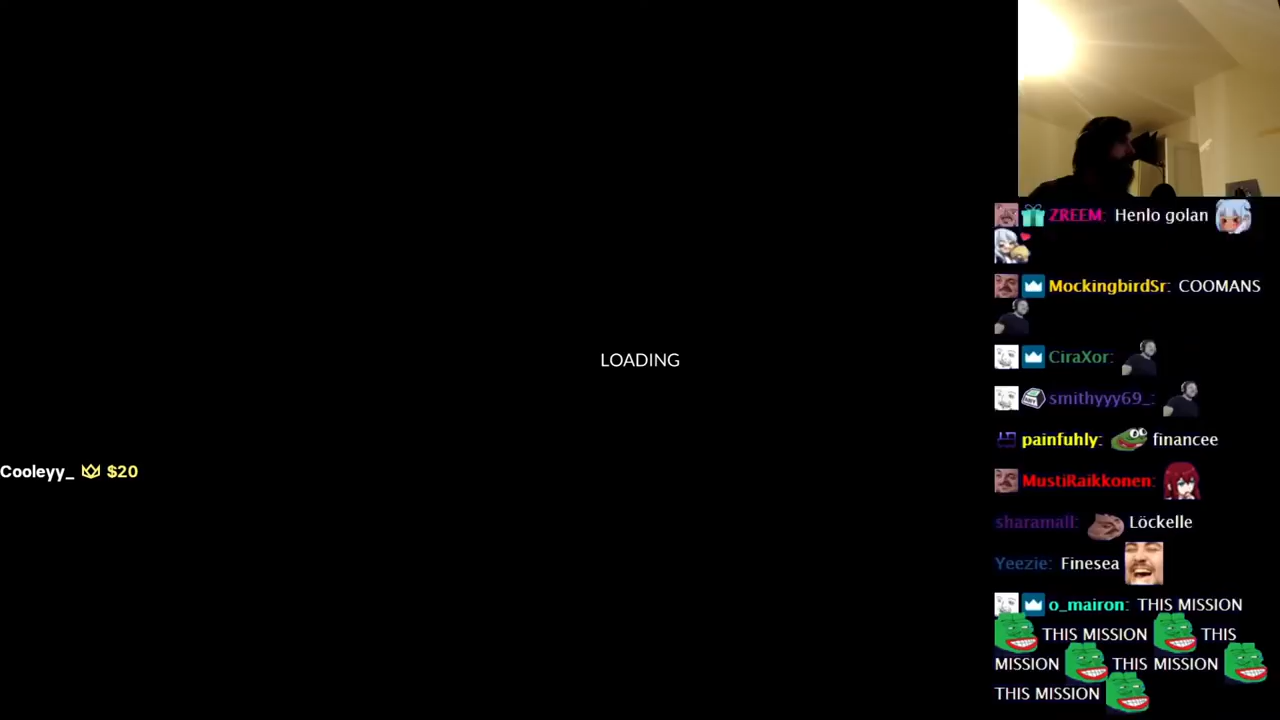 ZREEM: Henlo golan
MockingbirdSr: COOMANS
CiraXor:
LOADING
smithyyy69_:
painfuhly: financee
Cooleyy_ $20
MustiRaikkonen:
sharamall: Löckelle
Yeezie: Finesea
o_mairon: THIS MISSION
THIS MISSION THIS
MISSION THIS MISSION
THIS MISSION